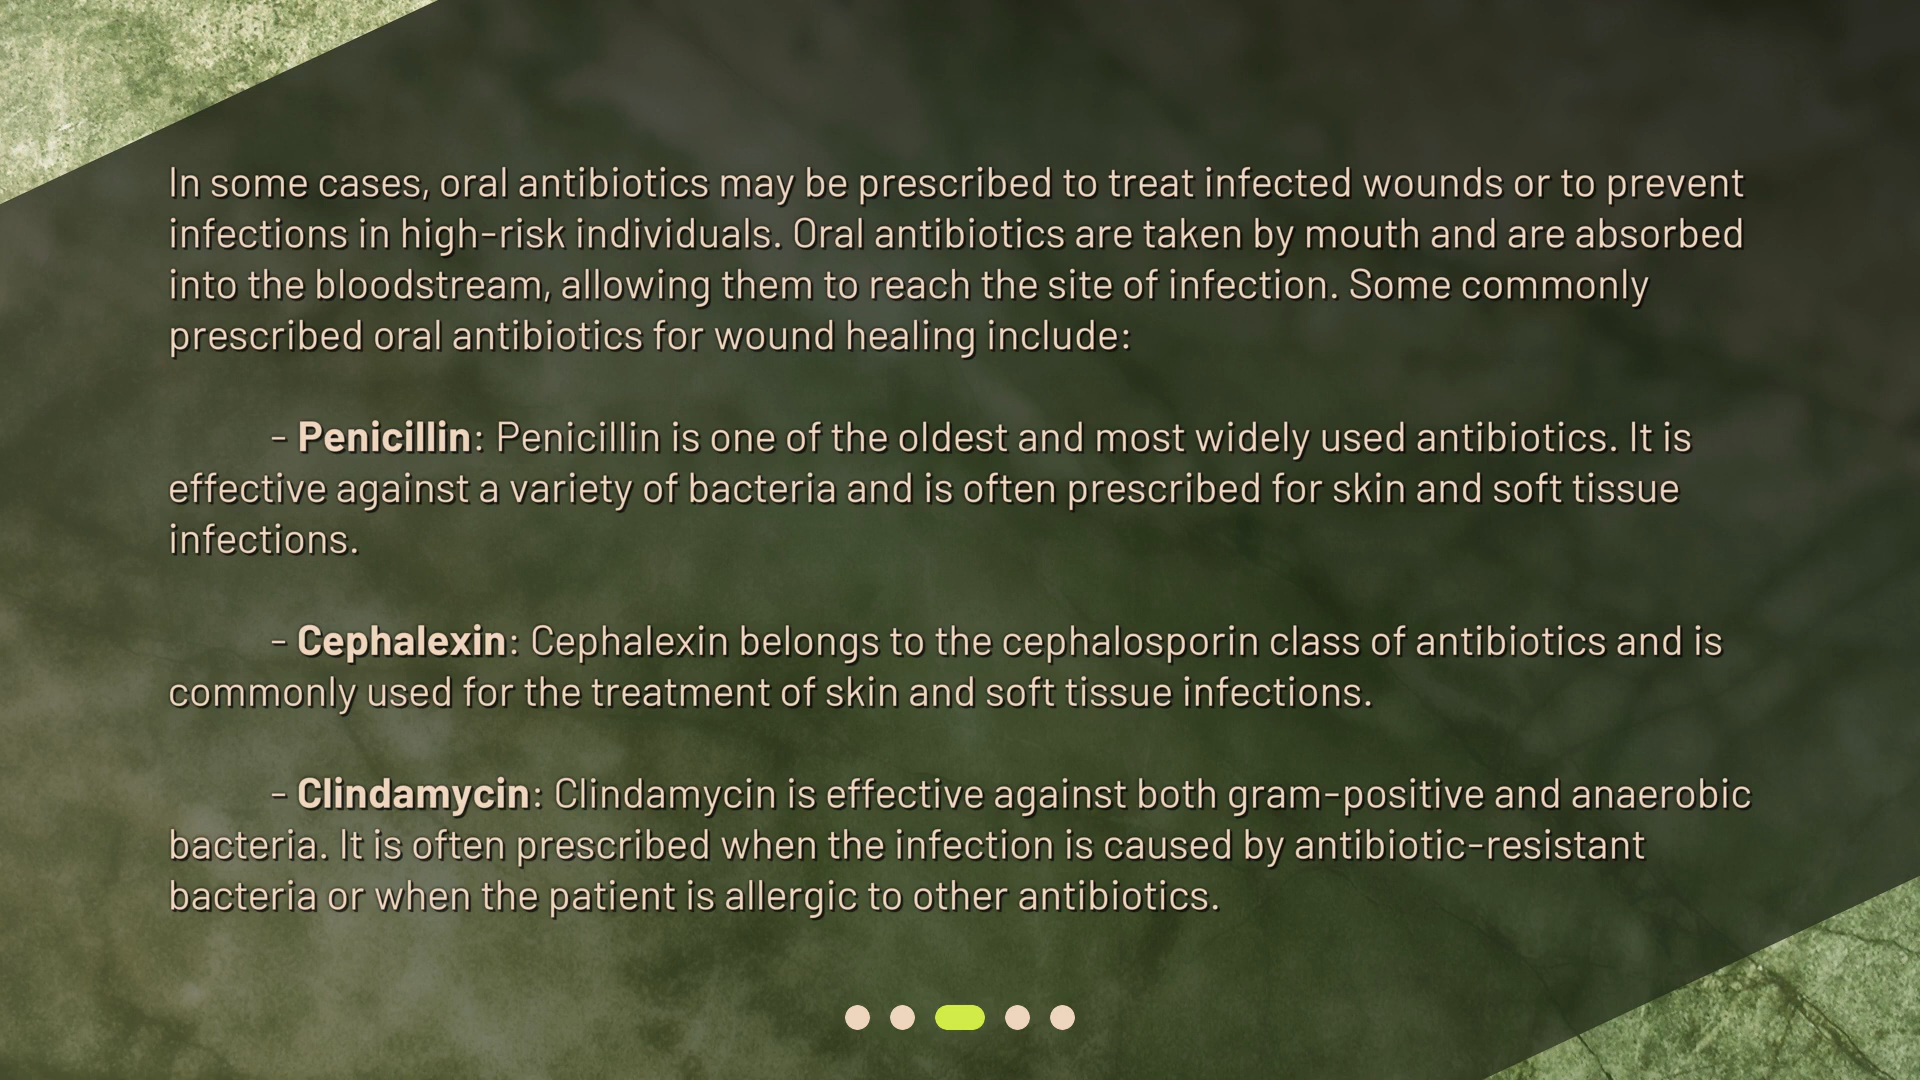 In some cases, oral antibiotics may be prescribed to treat infected wounds or to prevent
infections in high-risk individuals. Oral antibiotics are taken by mouth and are absorbed
into the bloodstream, allowing them to reach the site of infection. Some commonly
prescribed oral antibiotics for wound healing include:
- Penicillin: Penicillin is one of the oldest and most widely used antibiotics. It is
effective against a variety of bacteria and is often prescribed for skin and soft tissue
infections.
- Cephalexin: Cephalexin belongs to the cephalosporin class of antibiotics and is
commonly used for the treatment of skin and soft tissue infections.
- Clindamycin: Clindamycin is effective against both gram-positive and anaerobic
bacteria. It is often prescribed when the infection is caused by antibiotic-resistant
bacteria or when the patient is allergic to other antibiotics.